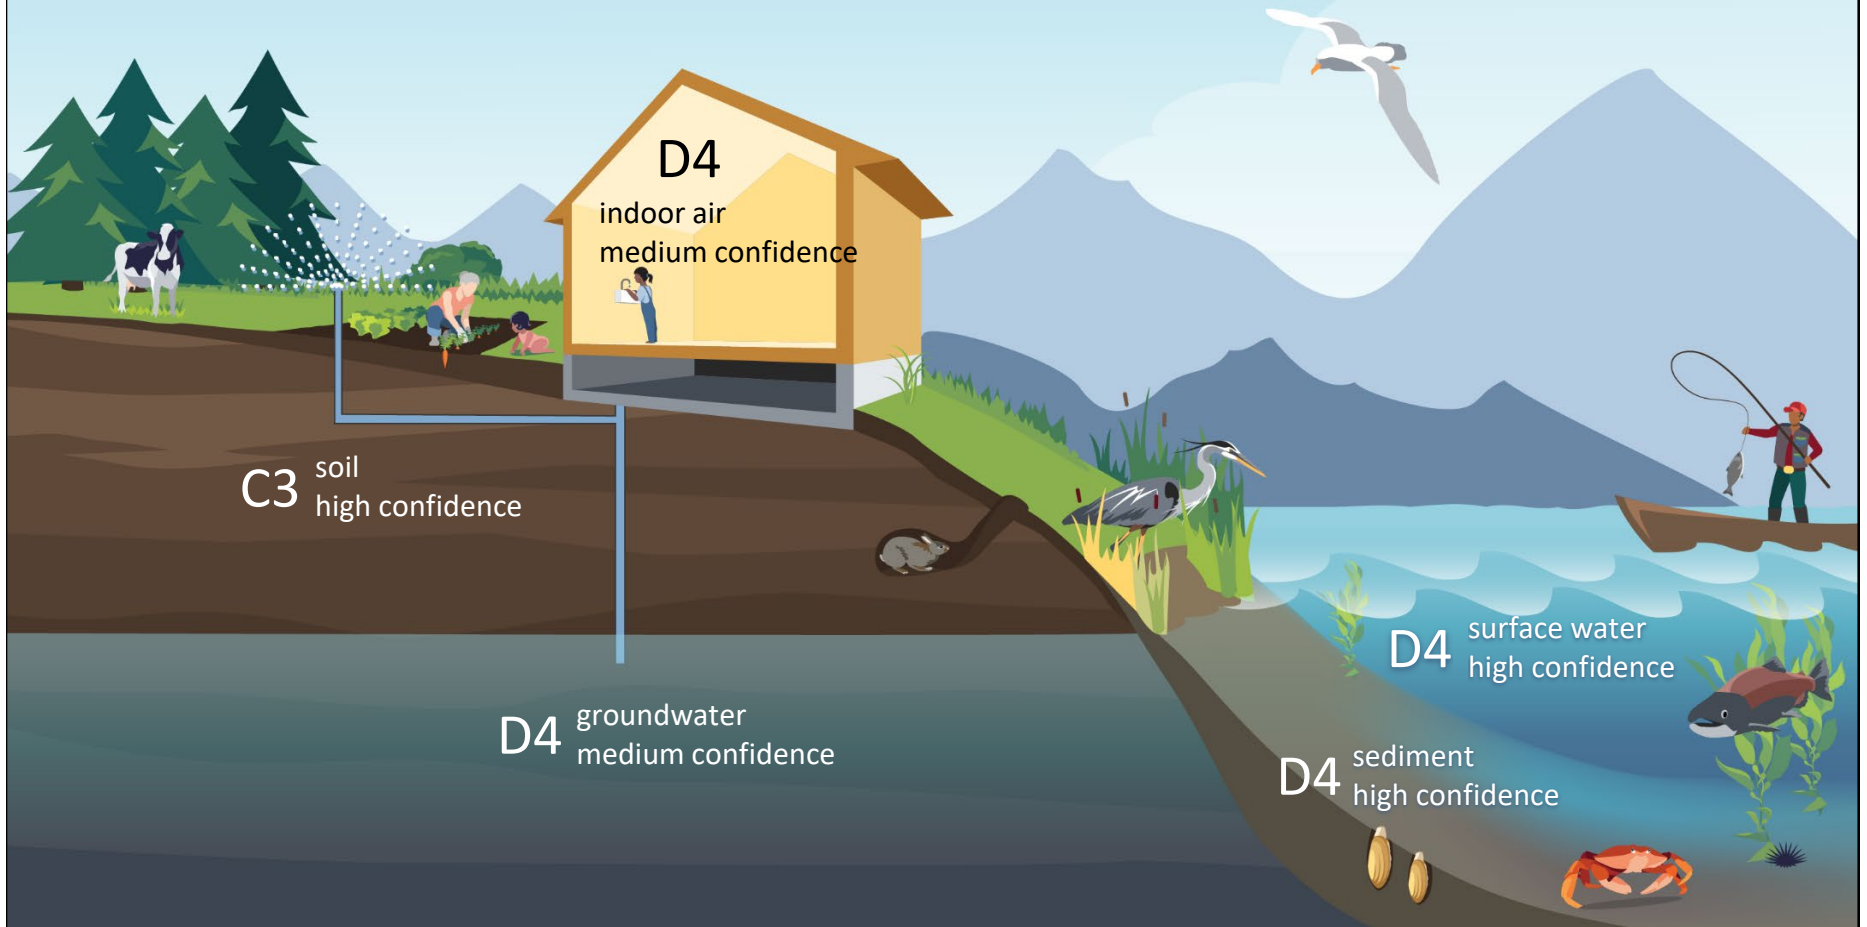 D4
indoor air
medium confidence
C3
soil
high confidence
D4
surface water
high confidence
D4
groundwater
medium confidence
D4
sediment
high confidence